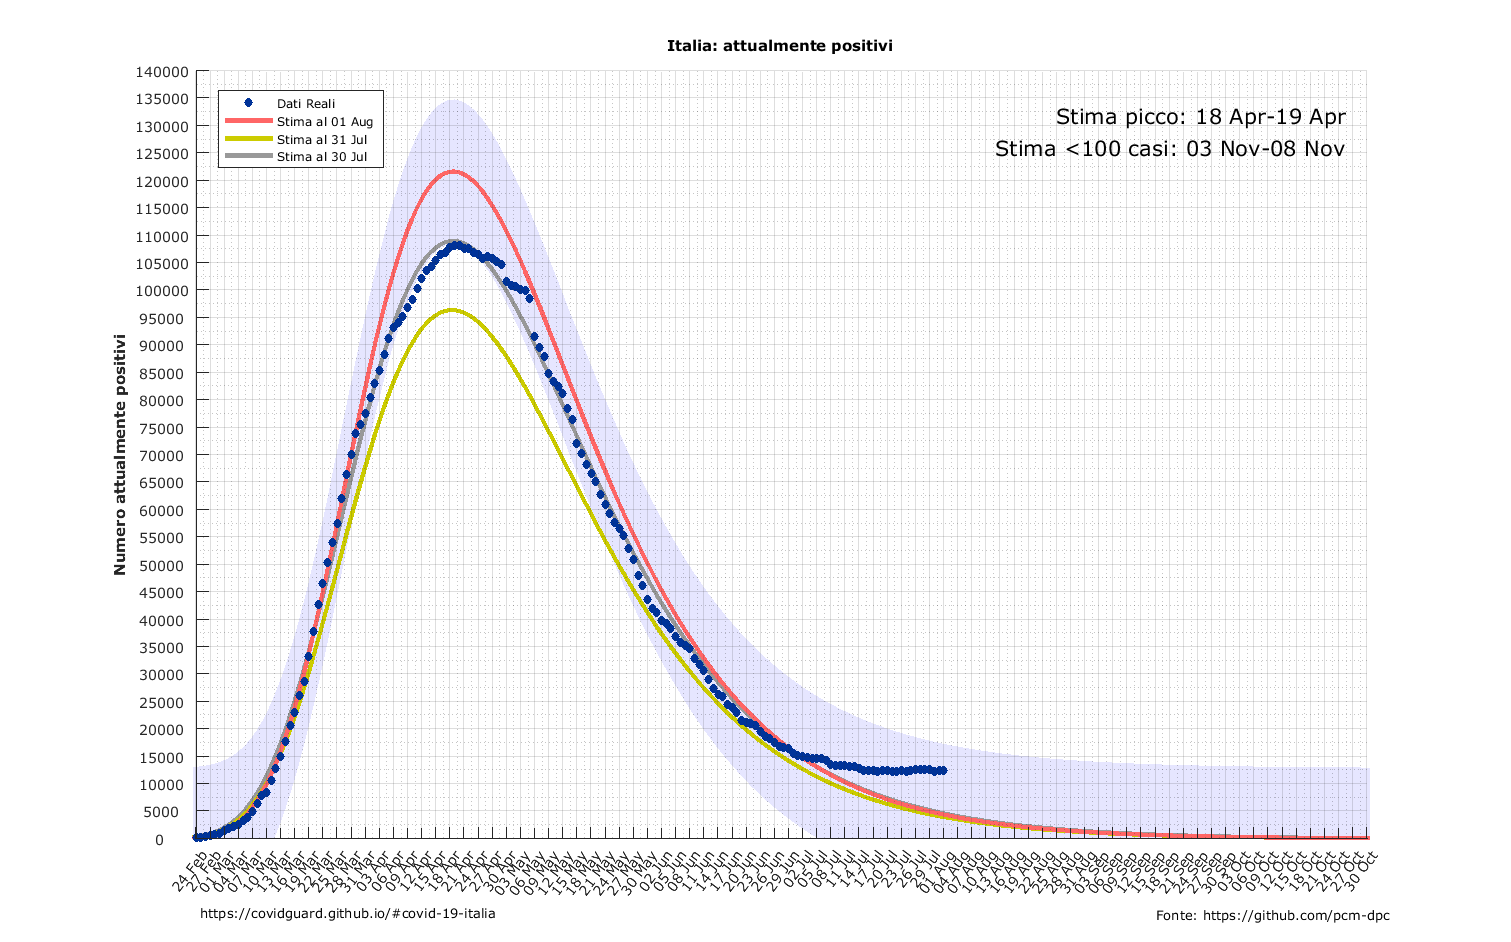 Italia: attualmente positivi
140000
135000
130000
125000
120000
115000
110000
105000
100000
95000
90000
85000
80000
75000
70000
65000
60000
55000
50000
45000
40000
35000
30000
25000
20000
15000
10000
5000
0
Numero attualmente positivi
Dati Reali
Stima al 01 Aug
Stima al 31 Jul
Stima al 30 Jul
Stima picco: 18 Apr-19 Apr
Stima <100 casi: 03 Nov-08 Nov
24 Feb
27 Feb
01 Mar
04 Mar
07 Mar
10 Mar
13 Mar
16 Mar
19 Mar
22 Mar
25 Mar
28 Mar
31 Mar
03 Apr
06 Apr
09 Apr
12 Apr
15 Apr
18 Apr
21 Apr
24 Apr
27 Apr
30 Apr
03 May
06 May
09 May
12 May
15 May
18 May
21 May
24 May
27 May
30 May
02 Jun
05 Jun
08 Jun
11 Jun
14 Jun
17 Jun
20 Jun
23 Jun
26 Jun
29 Jun
02 Jul
05 Jul
08 Jul
11 Jul
14 Jul
17 Jul
20 Jul
23 Jul
26 Jul
29 Jul
01 Aug
04 Aug
07 Aug
10 Aug
13 Aug
16 Aug
19 Aug
22 Aug
25 Aug
28 Aug
31 Aug
03 Sep
06 Sep
09 Sep
12 Sep
15 Sep
18 Sep
21 Sep
24 Sep
27 Sep
30 Sep
03 Oct
06 Oct
09 Oct
12 Oct
15 Oct
18 Oct
21 Oct
24 Oct
27 Oct
30 Oct
https://covidguard.github.io/#covid-19-italia
Fonte: https://github.com/pcm-dpc